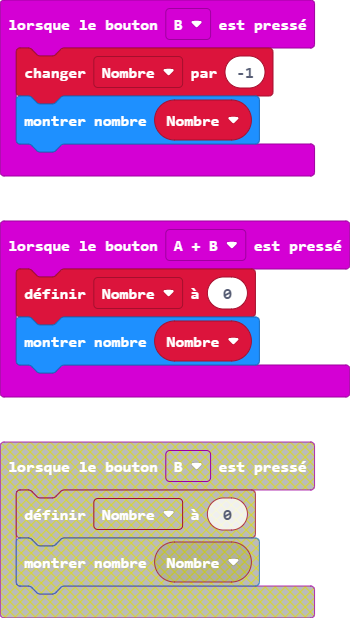 lorsque le bouton B est pressé
changer Nombre par -1
montrer nombre Nombre
lorsque le bouton A + B est pressé
définir Nombre à 0
montrer nombre Nombre
lorsque le bouton B est pressé
définir Nombre à 0
montrer nombre Nombre